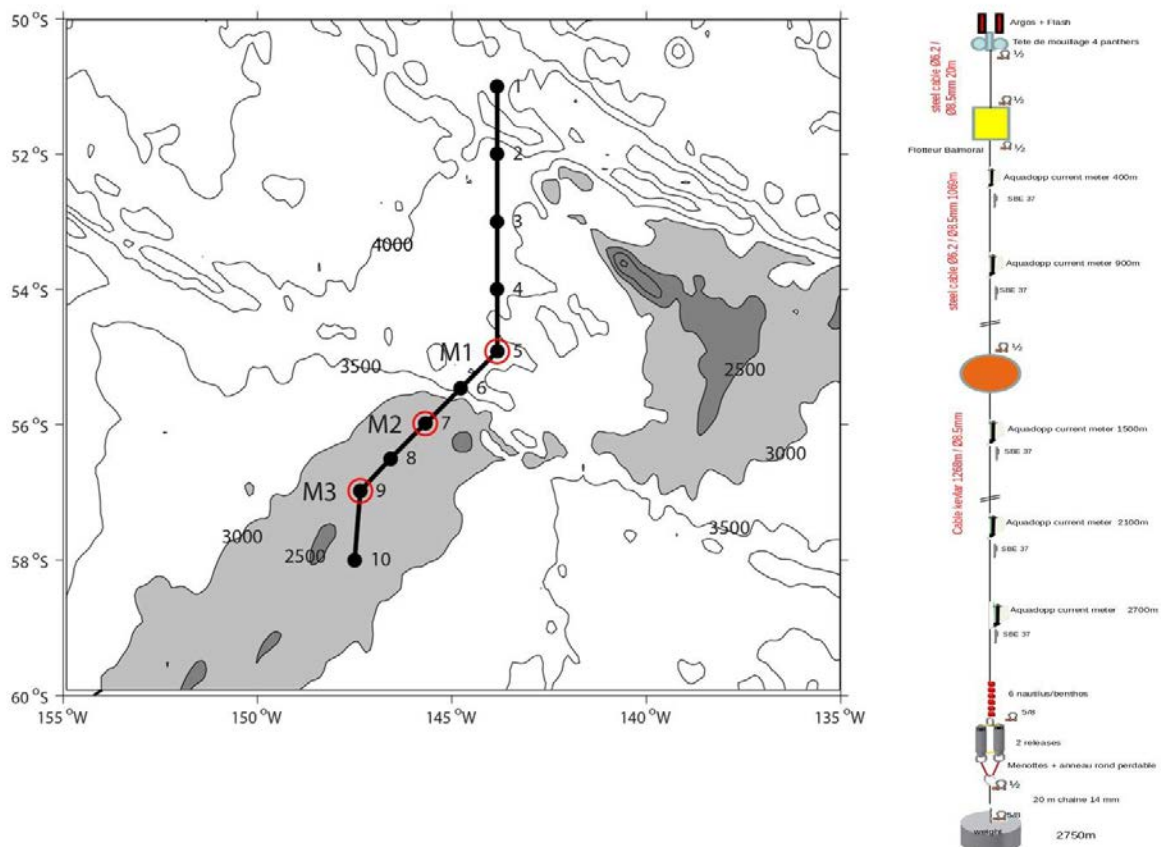 50 °S
52 °S
54 °S
56 °S
58 °S
60 °S
155 °W
150 °W
145 °W
140 °W
135 °W
1
2
3
4000
4
M1
5
3500
6
2500
M2
7
3000
8
M3
9
3500
3000
2500
10
Argos + Flash
Tete de mouillage 4 panthers
½
steel cable Ø6.2 /
Ø8.5mm 20m
½
½
Flotteur Balmoral
Aquadopp current meter 400m
SBE 37
steel cable Ø6.2 / Ø8.5mm 1069m
Aquadopp current meter 900m
SBE 37
½
Aquadopp current meter 1500m
SBE 37
Cable kevlar 1268m / Ø8.5mm
Aquadopp current meter 2100m
SBE 37
Aquadopp current meter 2700m
SBE 37
6 nautilus/benthos
5/8
2 releases
Menottes + anneau rond perdable
½
20 m chaine 14 mm
5/8
weight
2750m